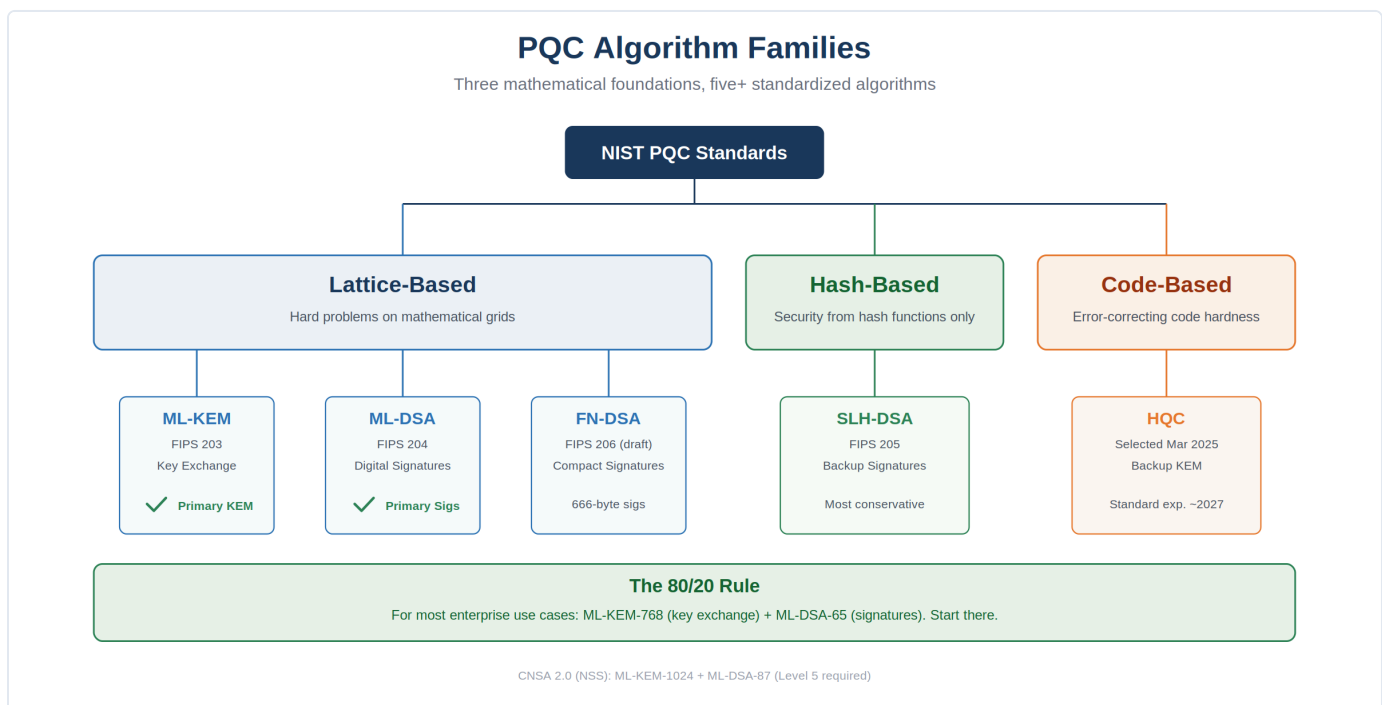 PQC Algorithm Families
Three mathematical foundations, five+ standardized algorithms
NIST PQC Standards
Lattice-Based
Hard problems on mathematical grids
Hash-Based
Security from hash functions only
Code-Based
Error-correcting code hardness
ML-KEM
FIPS 203
Key Exchange
Primary KEM
ML-DSA
FIPS 204
Digital Signatures
Primary Sigs
FN-DSA
FIPS 206 (draft)
Compact Signatures
666-byte sigs
SLH-DSA
FIPS 205
Backup Signatures
Most conservative
HQC
Selected Mar 2025
Backup KEM
Standard exp. ~2027
The 80/20 Rule
For most enterprise use cases: ML-KEM-768 (key exchange) + ML-DSA-65 (signatures). Start there.
CNSA 2.0 (NSS): ML-KEM-1024 + ML-DSA-87 (Level 5 required)